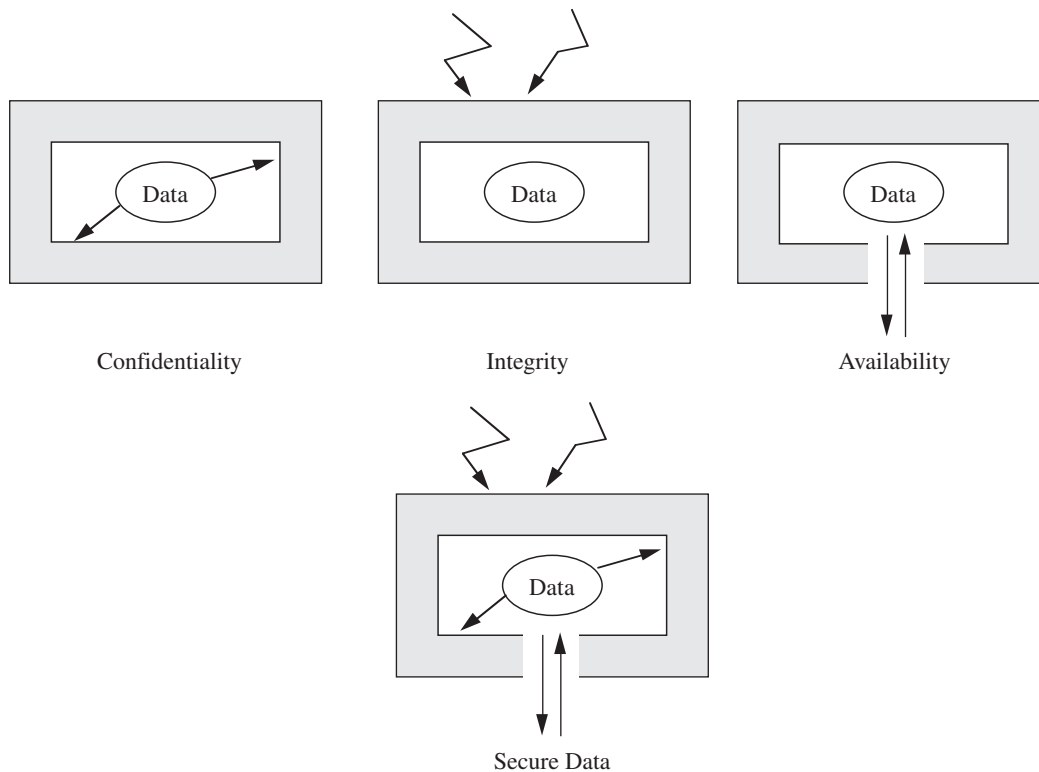 Data
Data
Data
Confidentiality
Integrity
Availability
Data
Secure Data